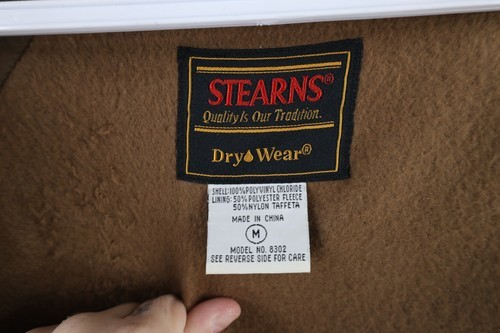 STEARNS®
Quality Is Our Tradition.
Dry Wear®
SHELL: 100% POLYVINYL CHLORIDE
LINING: 50% POLYESTER FLEECE
50% NYLON TAFFETA
MADE IN CHINA
M
MODEL NO. 8302
SEE REVERSE SIDE FOR CARE